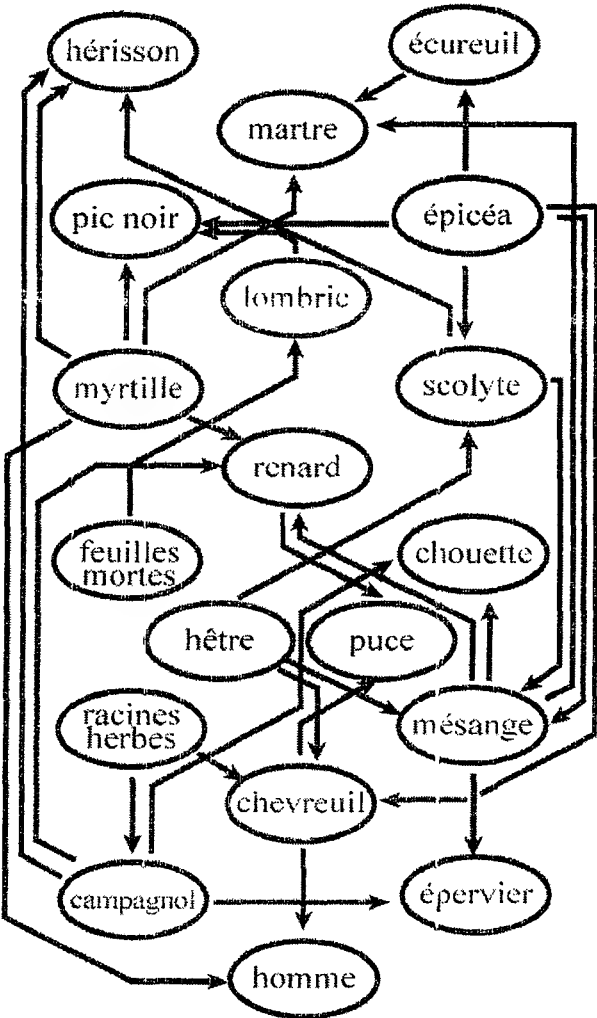 hérisson
écureuil
martre
pic noir
épicéa
lombric
myrtille
scolyte
renard
feuilles
mortes
chouette
hêtre
puce
racines
herbes
mésange
chevreuil
campagnol
épervier
homme